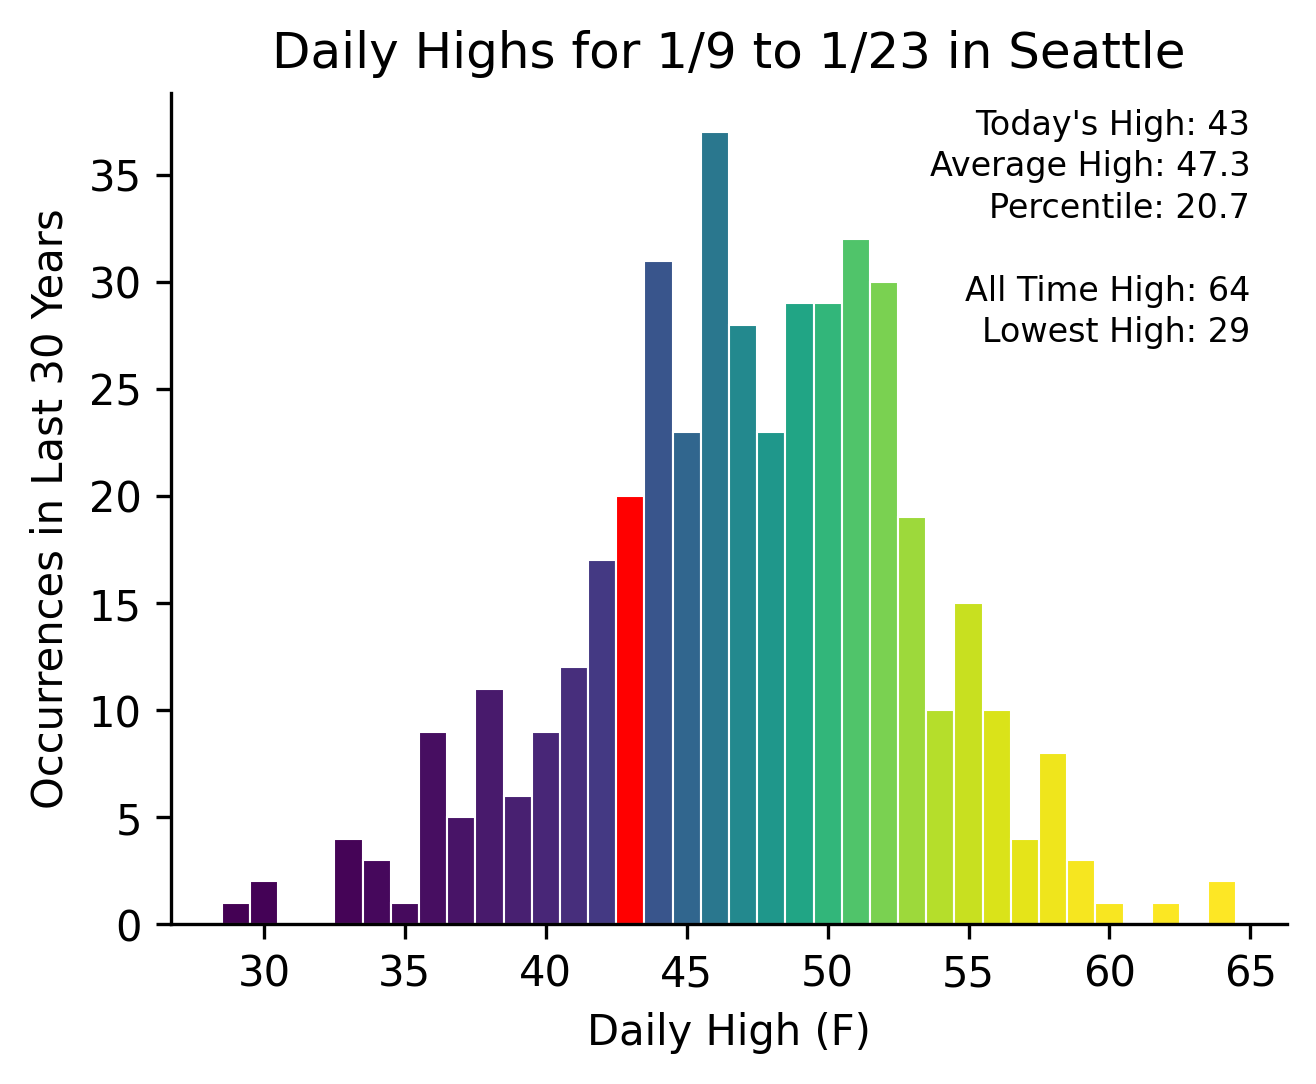 Daily Highs for 1/9 to 1/23 in Seattle
Today's High: 43
Average High: 47.3
Percentile: 20.7
All Time High: 64
Lowest High: 29
Occurrences in Last 30 Years
35
30
25
20
15
10
5
0
30 35 40 45 50 55 60 65
Daily High (F)